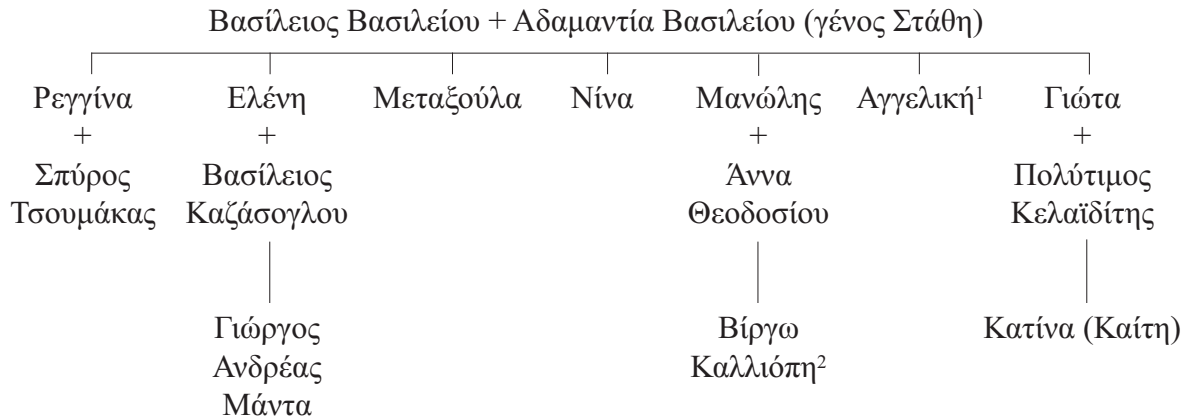 Βασίλειος Βασιλείου + Αδαμαντία Βασιλείου (γένος Στάθη)
Ρεγγίνα Ελένη Μεταξούλα Νίνα Μανώλης Αγγελική¹ Γιώτα
+ + + +
Σπύρος Βασίλειος Άννα Πολύτιμος
Τσουμάκας Καζάσογλου Θεοδοσίου Κελαϊδίτης
Γιώργος Βίργω Κατίνα (Καίτη)
Ανδρέας Καλλιόπη²
Μάντα